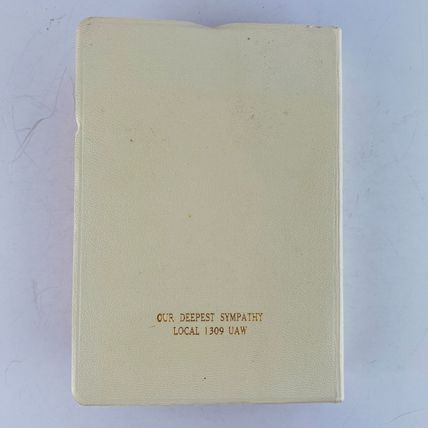 OUR DEEPEST SYMPATHY
LOCAL 1309 UAW